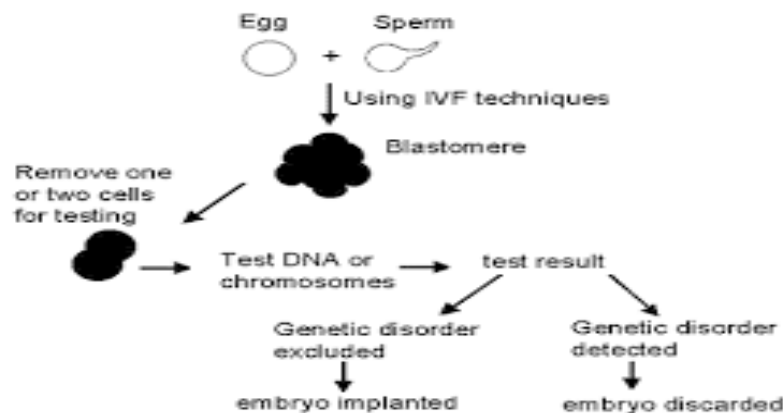 Egg
Sperm
+
Using IVF techniques
Blastomere
Remove one
or two cells
for testing
Test DNA or
chromosomes
test result
Genetic disorder
excluded
Genetic disorder
detected
embryo implanted
embryo discarded